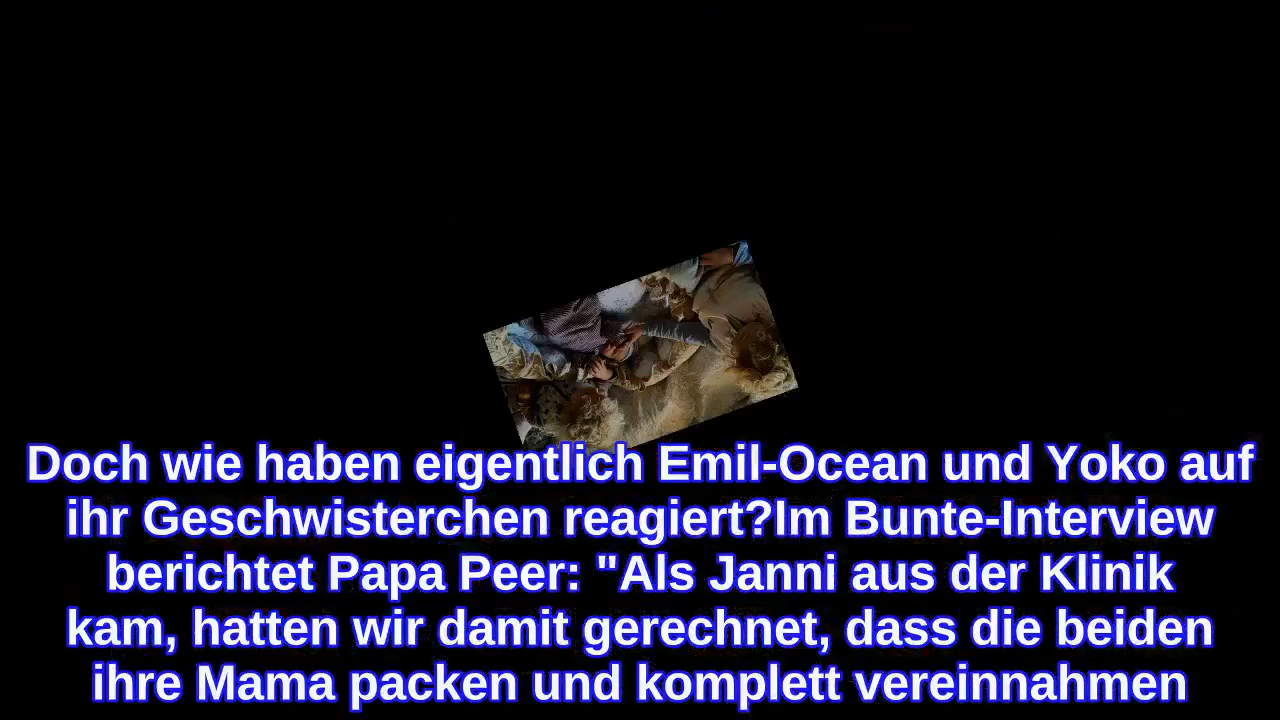 Doch wie haben eigentlich Emil-Ocean und Yoko auf
ihr Geschwisterchen reagiert?Im Bunte-Interview
berichtet Papa Peer: "Als Janni aus der Klinik
kam, hatten wir damit gerechnet, dass die beiden
ihre Mama packen und komplett vereinnahmen